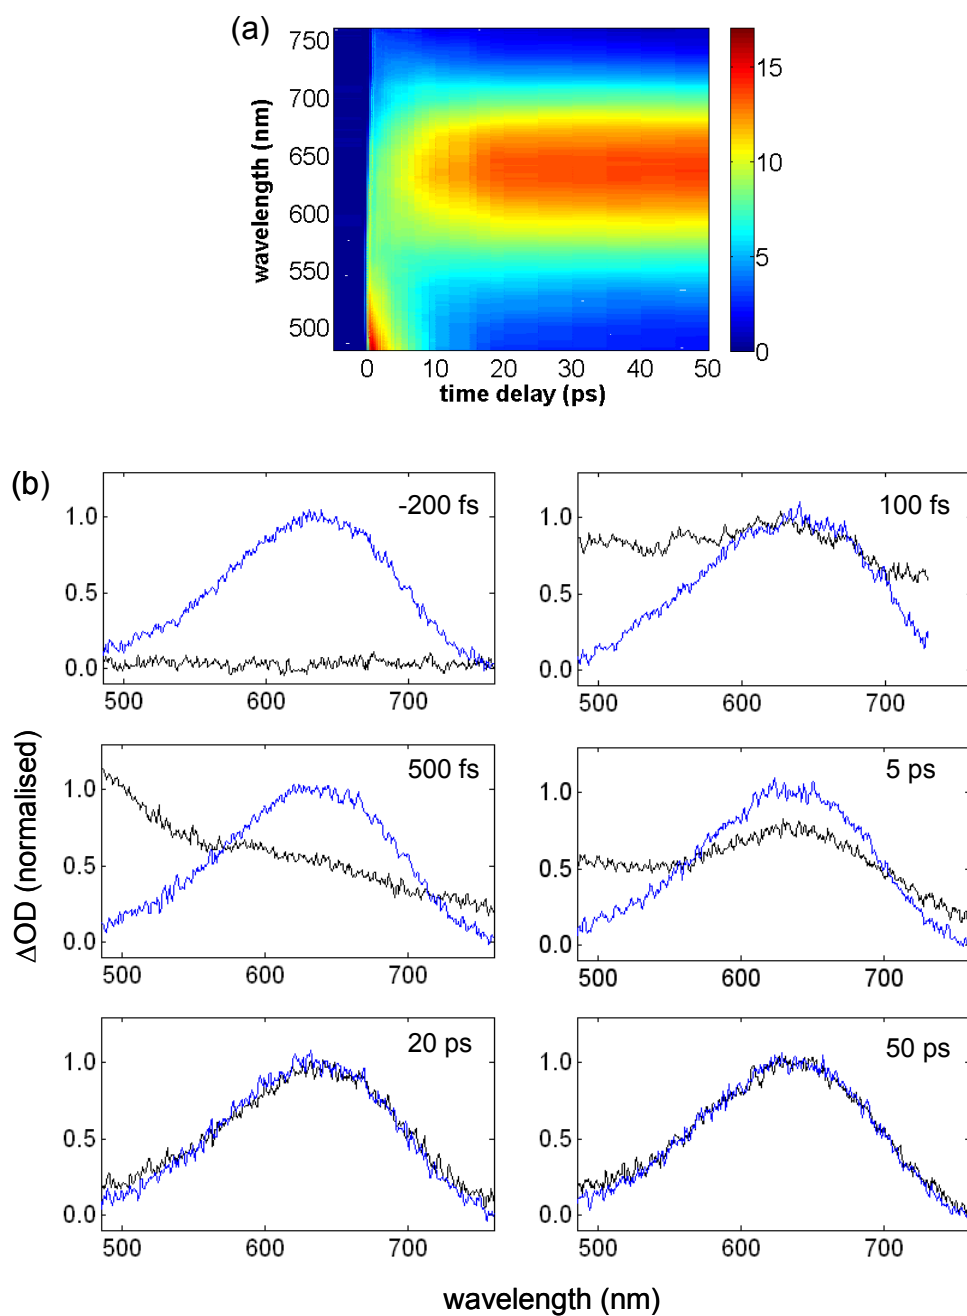 (a)
wavelength (nm)
750
700
650
600
550
500
0 10 20 30 40 50
time delay (ps)
15
10
5
0
(b)
ΔOD (normalised)
-200 fs
1.0
0.5
0.0
500 600 700
100 fs
1.0
0.5
0.0
500 600 700
500 fs
1.0
0.5
0.0
500 600 700
5 ps
1.0
0.5
0.0
500 600 700
20 ps
1.0
0.5
0.0
500 600 700
50 ps
1.0
0.5
0.0
500 600 700
wavelength (nm)